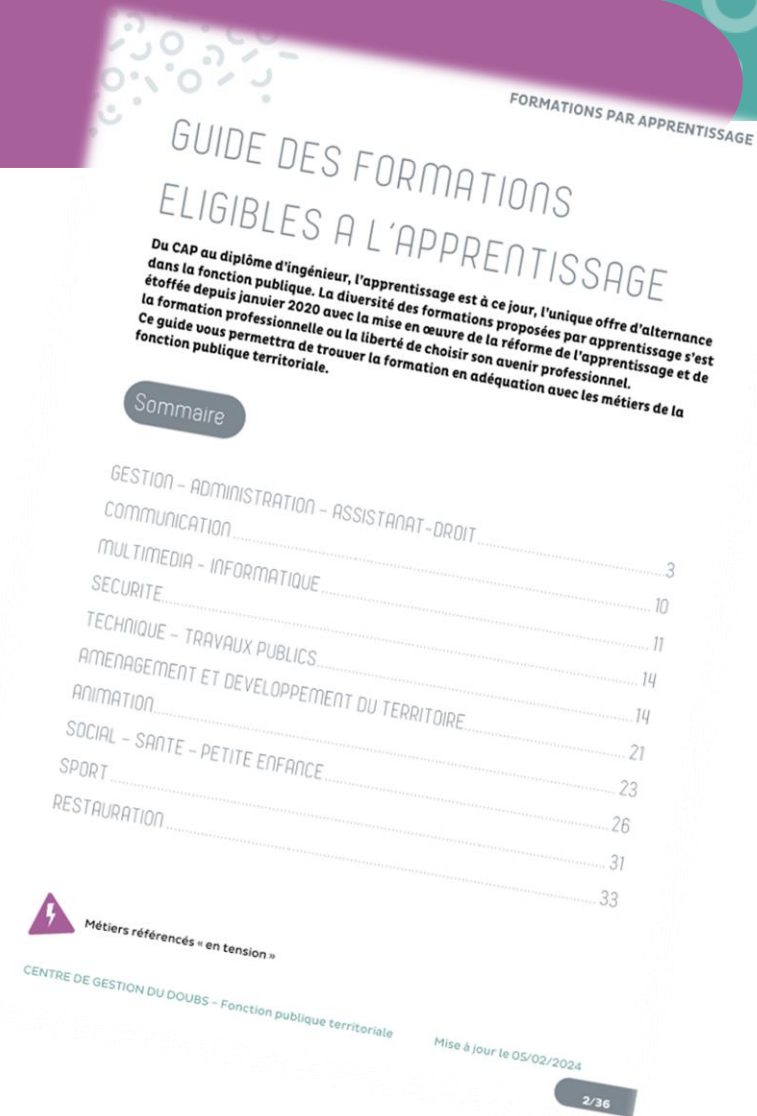 FORMATIONS PAR APPRENTISSAGE
GUIDE DES FORMATIONS
ELIGIBLES A L'APPRENTISSAGE
Du CAP au diplôme d'ingénieur, l'apprentissage est à ce jour, l'unique offre d'alternance
dans la fonction publique. La diversité des formations proposées par apprentissage s'est
étoffée depuis janvier 2020 avec la mise en œuvre de la réforme de l'apprentissage et de
la formation professionnelle ou la liberté de choisir son avenir professionnel.
Ce guide vous permettra de trouver la formation en adéquation avec les métiers de la
fonction publique territoriale.
Sommaire
GESTION – ADMINISTRATION – ASSISTANAT-DROIT 3
COMMUNICATION 10
MULTIMEDIA – INFORMATIQUE 11
SECURITE 14
TECHNIQUE – TRAVAUX PUBLICS 14
AMENAGEMENT ET DEVELOPPEMENT DU TERRITOIRE 21
ANIMATION 23
SOCIAL – SANTE – PETITE ENFANCE 26
SPORT 31
RESTAURATION 33
Métiers référencés « en tension »
CENTRE DE GESTION DU DOUBS – Fonction publique territoriale Mise à jour le 05/02/2024
2/36